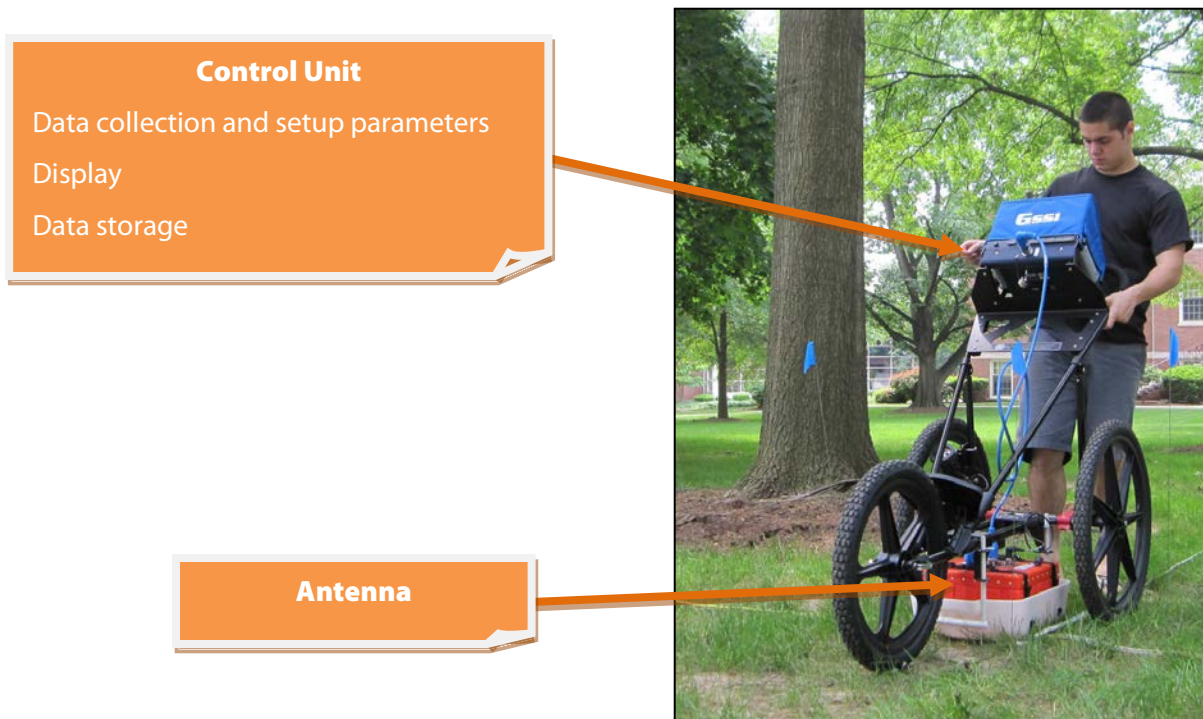 Control Unit
Data collection and setup parameters
Display
Data storage
GSSI
Antenna